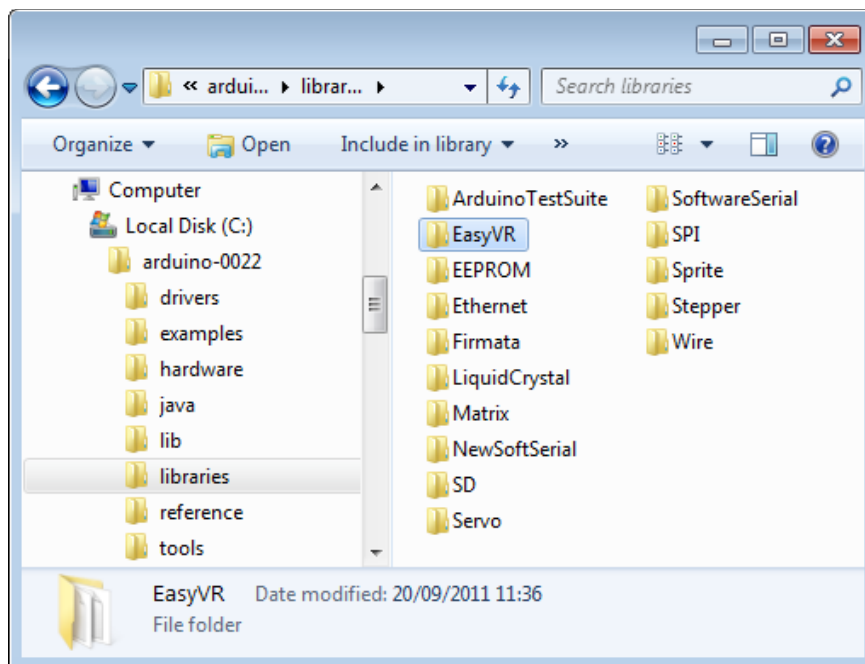 « ardui... librar...
Search libraries
Organize Open Include in library »
Computer
Local Disk (C:)
arduino-0022
drivers
examples
hardware
java
lib
libraries
reference
tools
ArduinoTestSuite
EasyVR
EEPROM
Ethernet
Firmata
LiquidCrystal
Matrix
NewSoftSerial
SD
Servo
SoftwareSerial
SPI
Sprite
Stepper
Wire
EasyVR Date modified: 20/09/2011 11:36
File folder